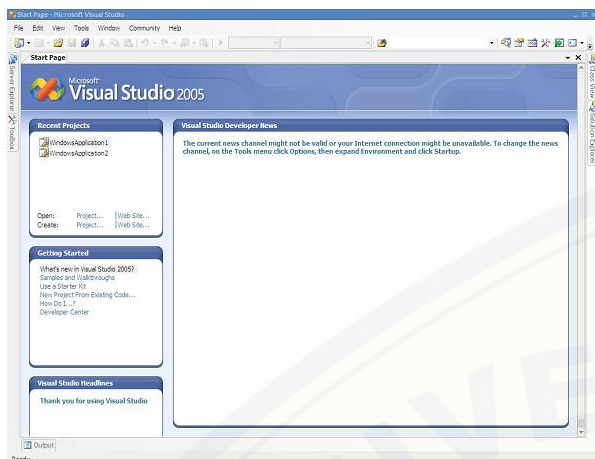 Start Page - Microsoft Visual Studio
File Edit View Tools Window Community Help
Start Page
Server Explorer
Toolbox
Class View
Solution Explorer
Microsoft
Visual Studio 2005
Recent Projects
WindowsApplication1
WindowsApplication2
Open: Project... Web Site...
Create: Project... Web Site...
Getting Started
What's new in Visual Studio 2005?
Samples and Walkthroughs
Use a Starter Kit
New Project From Existing Code...
How Do I...?
Developer Center
Visual Studio Headlines
Thank you for using Visual Studio
Visual Studio Developer News
The current news channel might not be valid or your Internet connection might be unavailable. To change the news
channel, on the Tools menu click Options, then expand Environment and click Startup.
Output